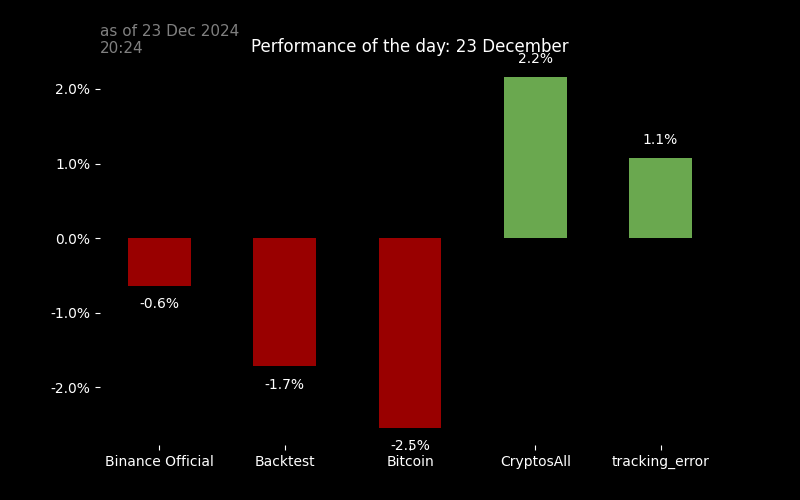 as of 23 Dec 2024
20:24
Performance of the day: 23 December
2.2%
2.0%
1.1%
1.0%
0.0%
-0.6%
-1.0%
-1.7%
-2.0%
-2.5%
Binance Official
Backtest
Bitcoin
CryptosAll
tracking_error